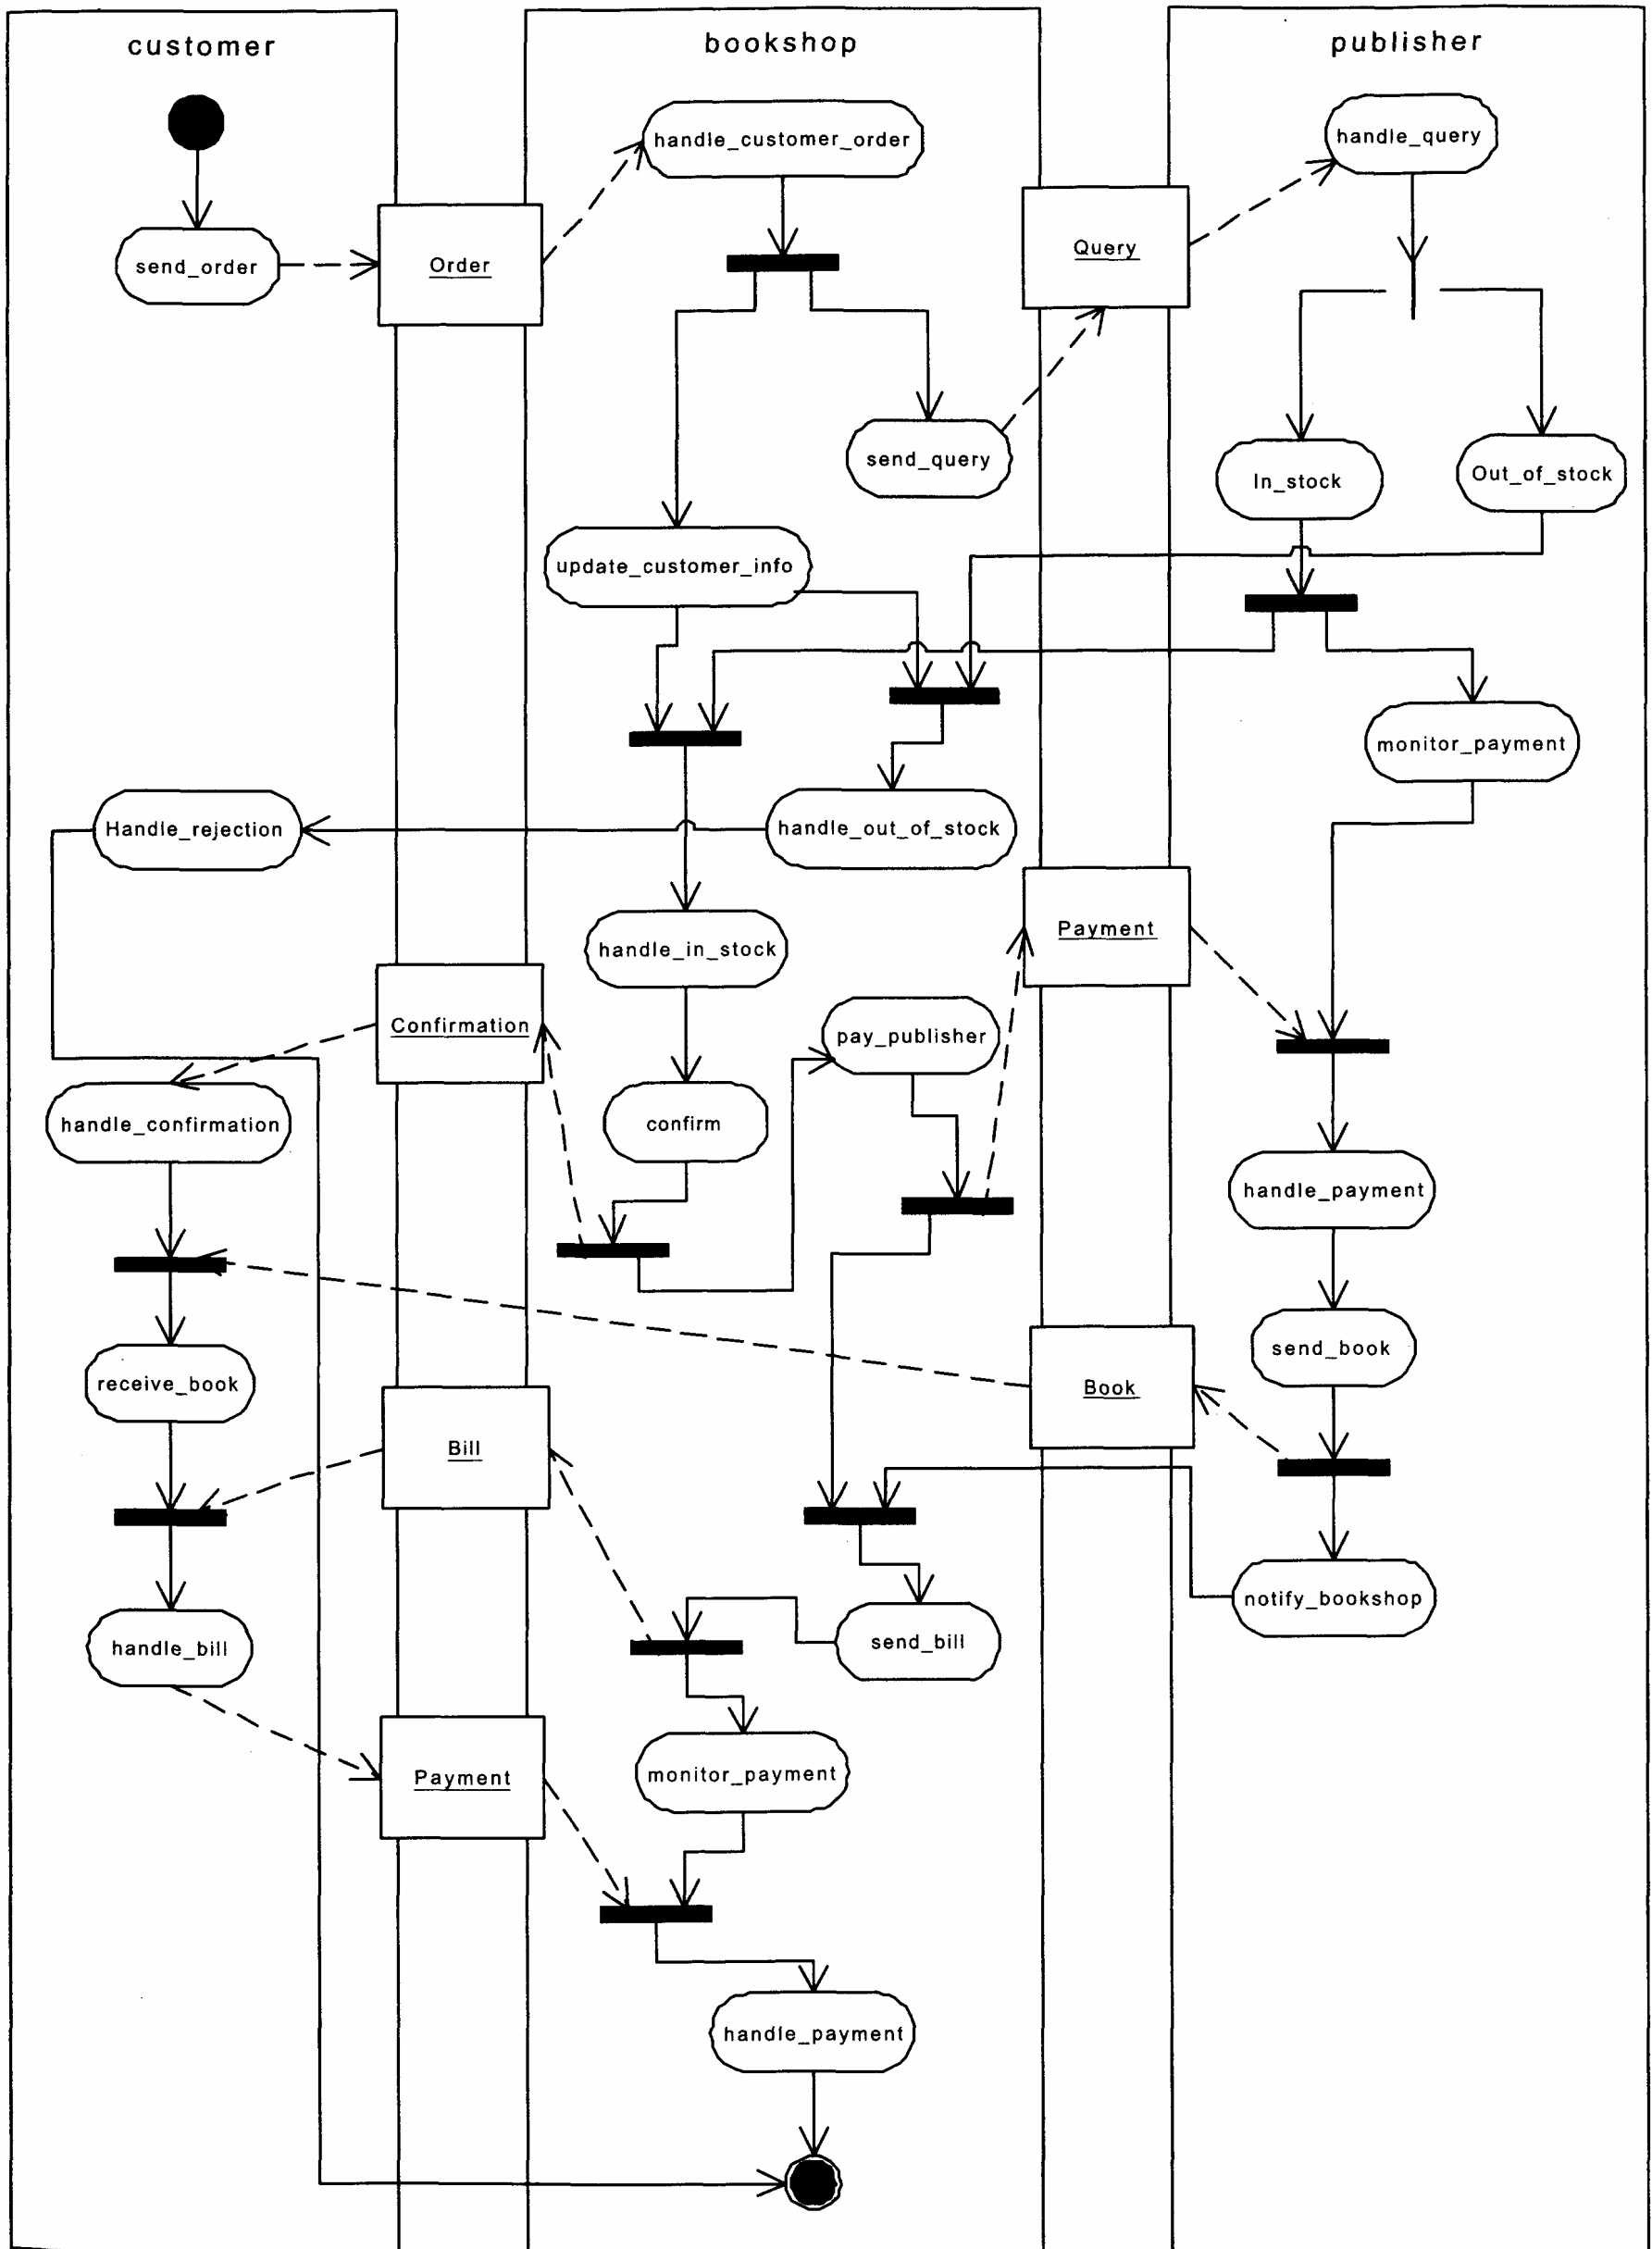 customer
bookshop
publisher
handle_customer_order
handle_query
send_order
Order
Query
send_query
In_stock
Out_of_stock
update_customer_info
monitor_payment
Handle_rejection
handle_out_of_stock
handle_in_stock
Payment
Confirmation
pay_publisher
handle_confirmation
confirm
handle_payment
send_book
receive_book
Book
Bill
notify_bookshop
handle_bill
send_bill
Payment
monitor_payment
handle_payment